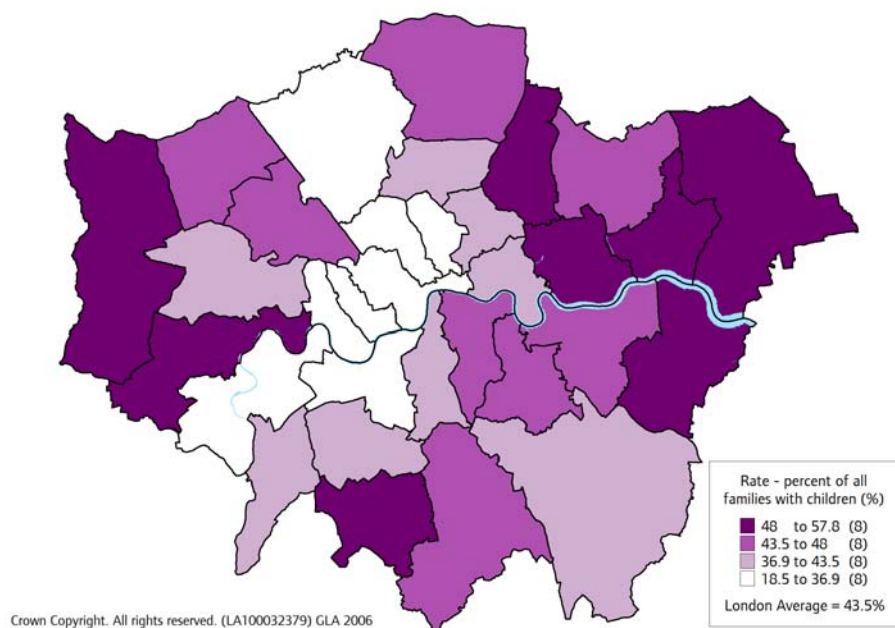 Rate - percent of all
families with children (%)
48 to 57.8 (8)
43.5 to 48 (8)
36.9 to 43.5 (8)
18.5 to 36.9 (8)
London Average = 43.5%
Crown Copyright. All rights reserved. (LA100032379) GLA 2006